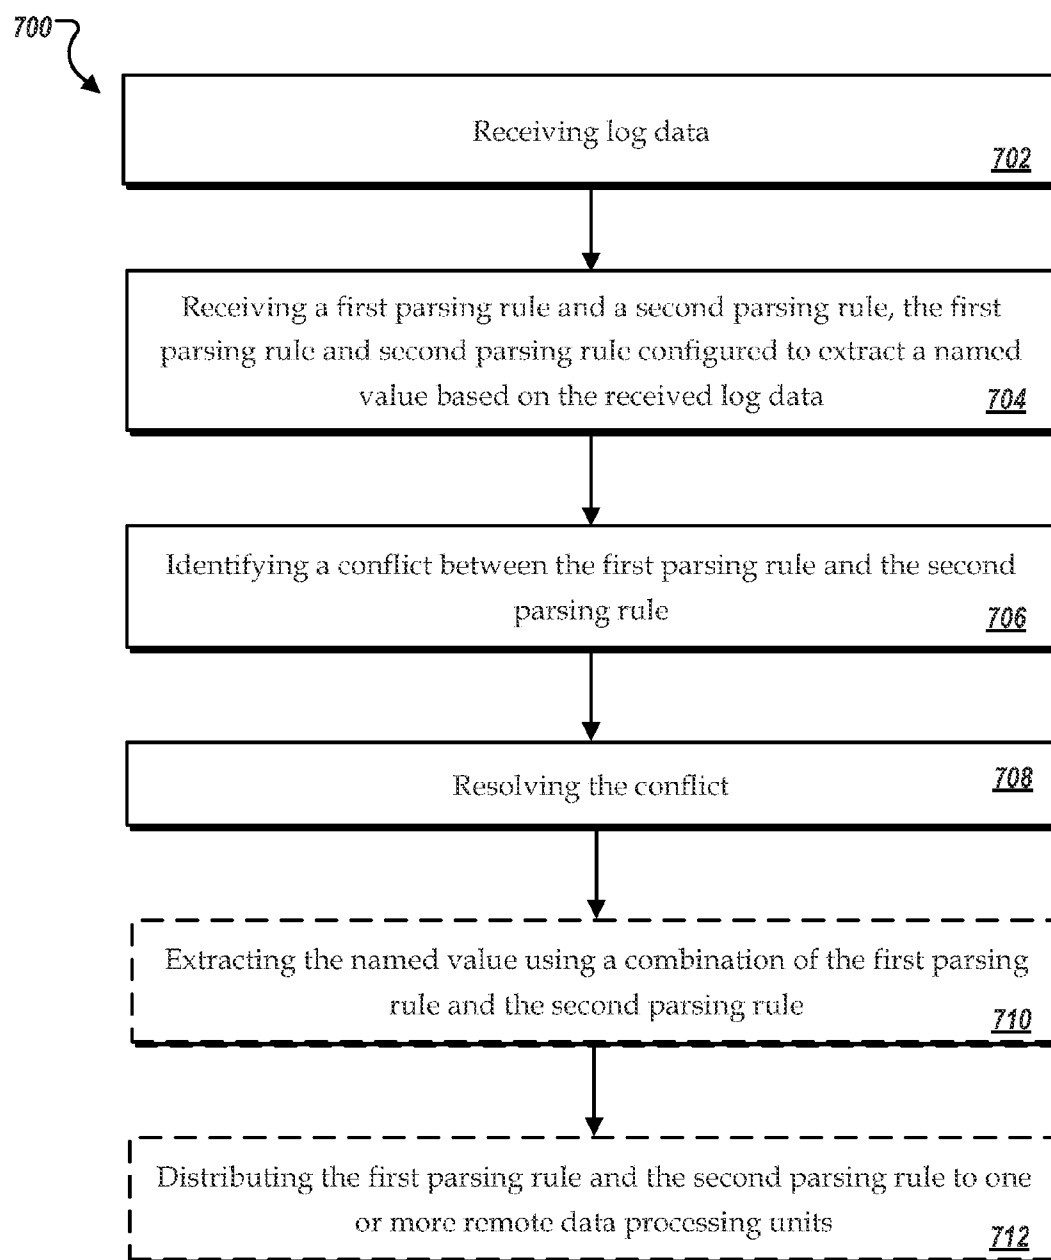 700
Receiving log data
702
Receiving a first parsing rule and a second parsing rule, the first
parsing rule and second parsing rule configured to extract a named
value based on the received log data
704
Identifying a conflict between the first parsing rule and the second
parsing rule
706
Resolving the conflict
708
Extracting the named value using a combination of the first parsing
rule and the second parsing rule
710
Distributing the first parsing rule and the second parsing rule to one
or more remote data processing units
712